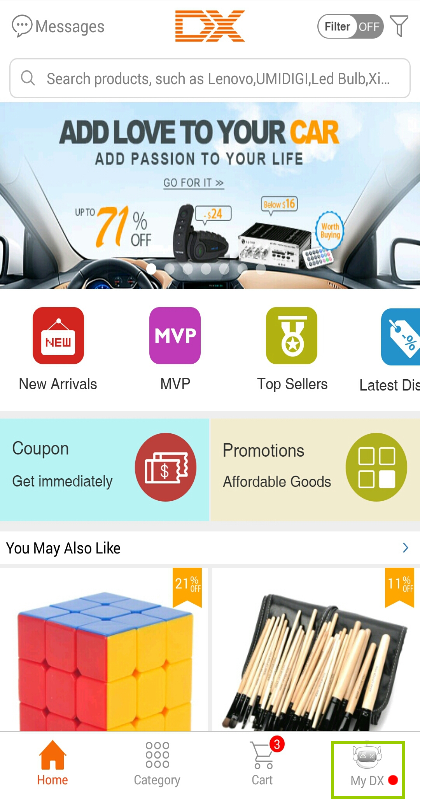 Messages
DX
Filter OFF
Search products, such as Lenovo,UMIDIGI,Led Bulb,Xi...
ADD LOVE TO YOUR CAR
ADD PASSION TO YOUR LIFE
GO FOR IT >>
UP TO 71% OFF
- $24
Below $16
Worth Buying
NEW
MVP
-%
New Arrivals
MVP
Top Sellers
Latest Dis
Coupon
Get immediately
Promotions
Affordable Goods
You May Also Like
21% OFF
11% OFF
3
Home
Category
Cart
My DX